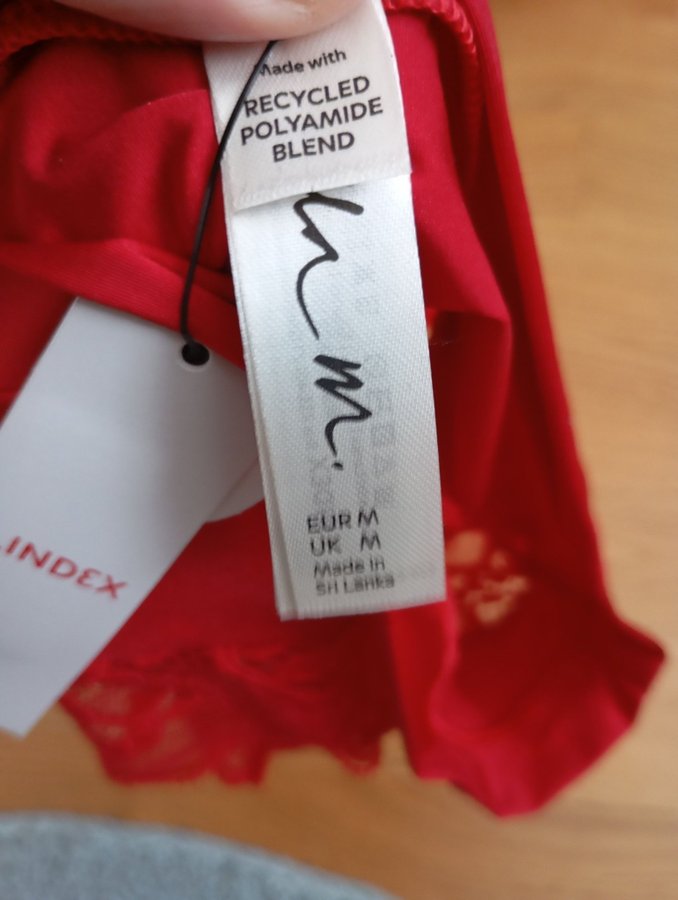 Made with
RECYCLED
POLYAMIDE
BLEND
m.
EUR M
UK M
Made in
Sri Lanka
.INDEX